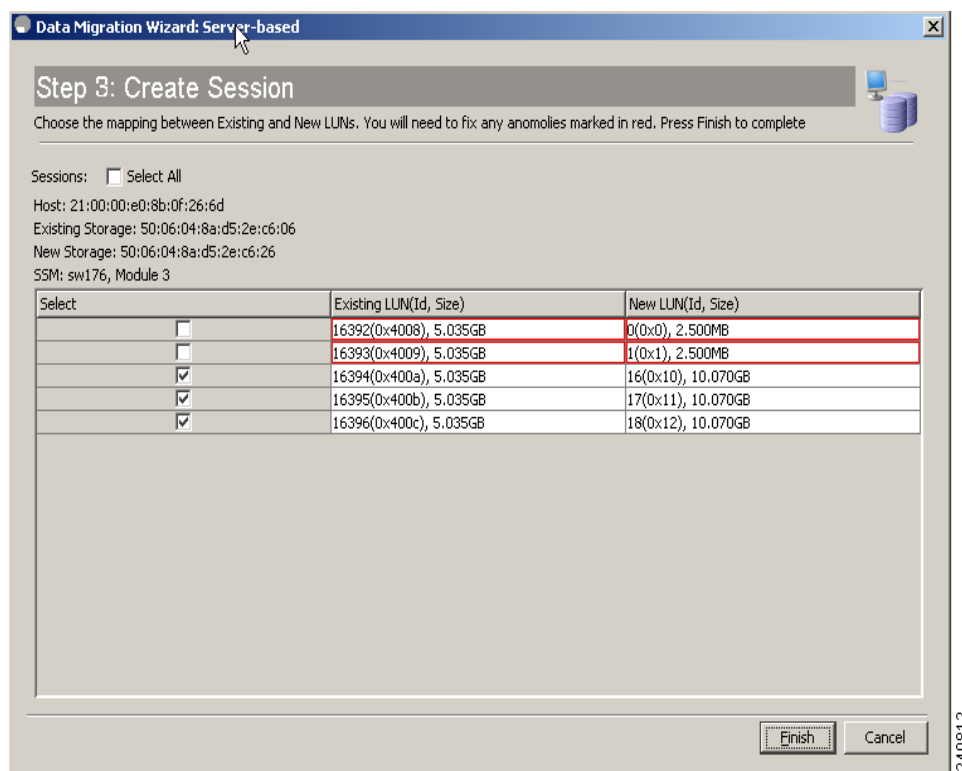 Data Migration Wizard: Server-based
Step 3: Create Session
Choose the mapping between Existing and New LUNs. You will need to fix any anomolies marked in red. Press Finish to complete
Sessions: Select All
Host: 21:00:00:e0:8b:0f:26:6d
Existing Storage: 50:06:04:8a:d5:2e:c6:06
New Storage: 50:06:04:8a:d5:2e:c6:26
SSM: sw176, Module 3
Select Existing LUN(Id, Size) New LUN(Id, Size)
16392(0x4008), 5.035GB 0(0x0), 2.500MB
16393(0x4009), 5.035GB 1(0x1), 2.500MB
16394(0x400a), 5.035GB 16(0x10), 10.070GB
16395(0x400b), 5.035GB 17(0x11), 10.070GB
16396(0x400c), 5.035GB 18(0x12), 10.070GB
Finish Cancel